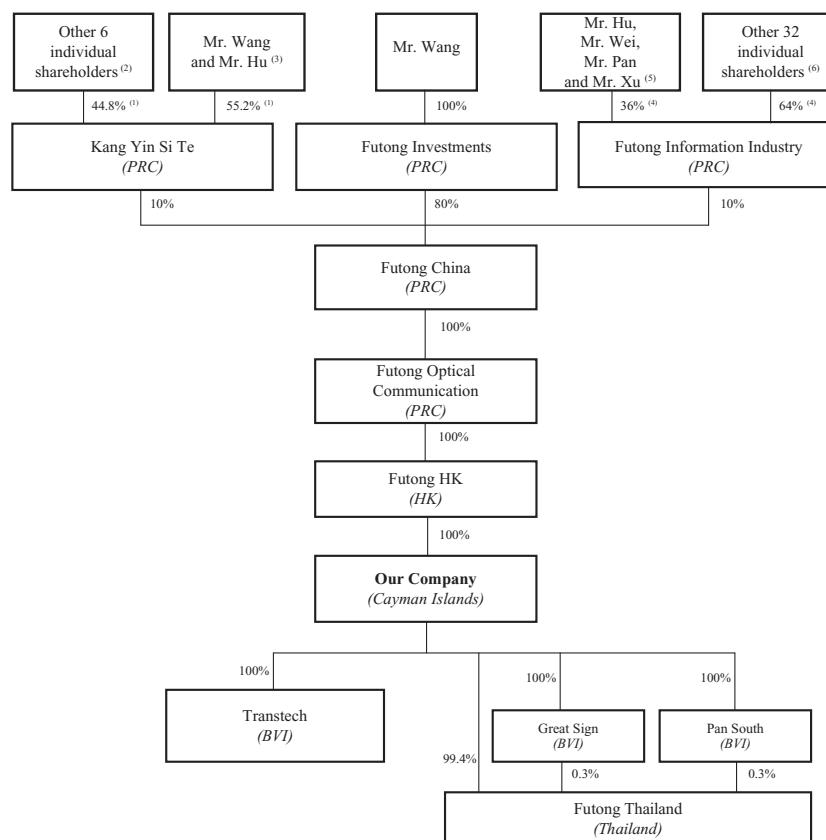 Other 6
individual
shareholders (2)
Mr. Wang
and Mr. Hu (3)
Mr. Wang
Mr. Hu,
Mr. Wei,
Mr. Pan
and Mr. Xu (5)
Other 32
individual
shareholders (6)
44.8% (1)
55.2% (1)
100%
36% (4)
64% (4)
Kang Yin Si Te
(PRC)
Futong Investments
(PRC)
Futong Information Industry
(PRC)
10%
80%
10%
Futong China
(PRC)
100%
Futong Optical
Communication
(PRC)
100%
Futong HK
(HK)
100%
Our Company
(Cayman Islands)
100%
100%
100%
Transtech
(BVI)
Great Sign
(BVI)
Pan South
(BVI)
99.4%
0.3%
0.3%
Futong Thailand
(Thailand)